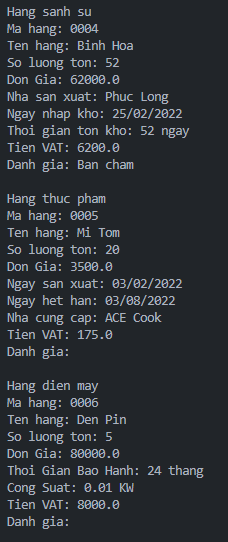 Hang sanh su
Ma hang: 0004
Ten hang: Binh Hoa
So luong ton: 52
Don Gia: 62000.0
Nha san xuat: Phuc Long
Ngay nhap kho: 25/02/2022
Thoi gian ton kho: 52 ngay
Tien VAT: 6200.0
Danh gia: Ban cham

Hang thuc pham
Ma hang: 0005
Ten hang: Mi Tom
So luong ton: 20
Don Gia: 3500.0
Ngay san xuat: 03/02/2022
Ngay het han: 03/08/2022
Nha cung cap: ACE Cook
Tien VAT: 175.0
Danh gia:

Hang dien may
Ma hang: 0006
Ten hang: Den Pin
So luong ton: 5
Don Gia: 80000.0
Thoi Gian Bao Hanh: 24 thang
Cong Suat: 0.01 KW
Tien VAT: 8000.0
Danh gia: